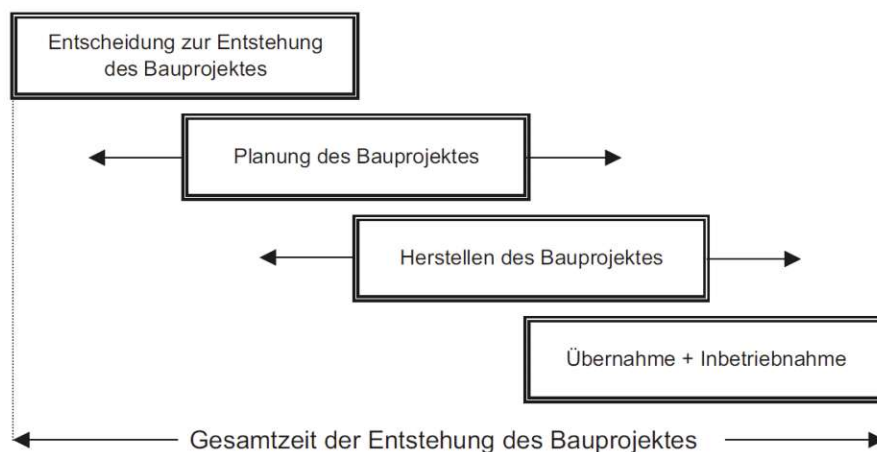 Entscheidung zur Entstehung
des Bauprojektes
Planung des Bauprojektes
Herstellen des Bauprojektes
Übernahme + Inbetriebnahme
Gesamtzeit der Entstehung des Bauprojektes